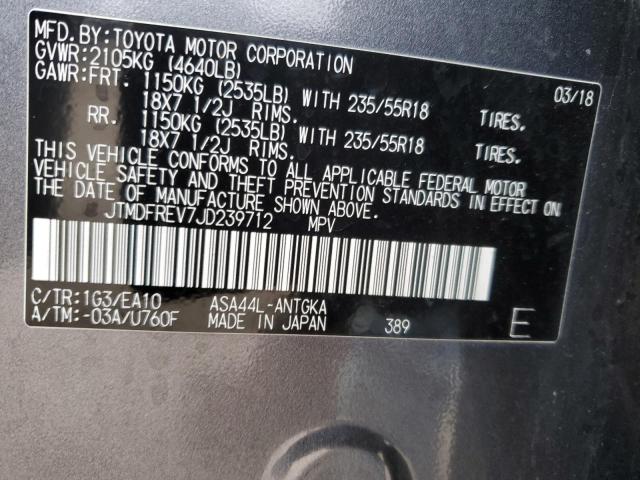 MFD.BY:TOYOTA MOTOR CORPORATION 03/18
GVWR:2105KG (4640LB)
GAWR:FRT. 1150KG (2535LB) WITH 235/55R18 TIRES.
18X7 1/2J RIMS.
RR. 1150KG (2535LB) WITH 235/55R18 TIRES.
18X7 1/2J RIMS.
THIS VEHICLE CONFORMS TO ALL APPLICABLE FEDERAL MOTOR
VEHICLE SAFETY AND THEFT PREVENTION STANDARDS IN EFFECT ON
THE DATE OF MANUFACTURE SHOWN ABOVE.
JTMDFREV7JD239712 MPV
C/TR:1G3/EA10 ASA44L-ANTGKA
A/TM:-03A/U760F MADE IN JAPAN 389 E